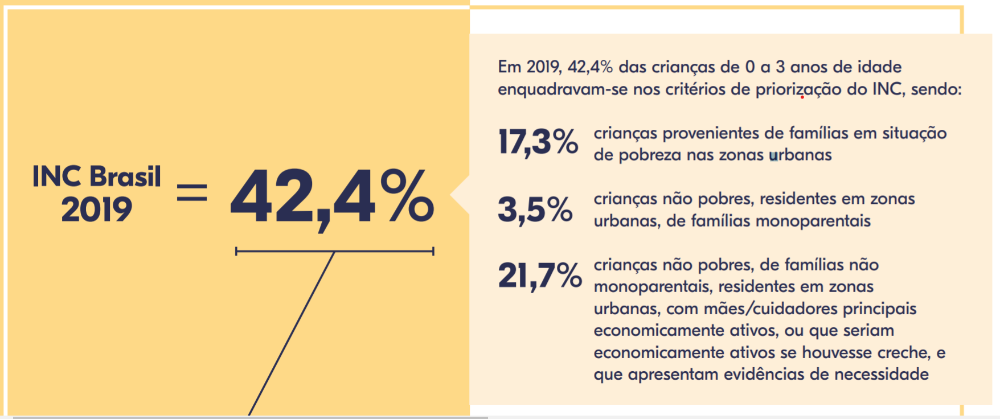 INC Brasil
2019
=
42,4%
Em 2019, 42,4% das crianças de 0 a 3 anos de idade
enquadravam-se nos critérios de priorização do INC, sendo:
17,3%
crianças provenientes de famílias em situação
de pobreza nas zonas urbanas
3,5%
crianças não pobres, residentes em zonas
urbanas, de famílias monoparentais
21,7%
crianças não pobres, de famílias não
monoparentais, residentes em zonas
urbanas, com mães/cuidadores principais
economicamente ativos, ou que seriam
economicamente ativos se houvesse creche, e
que apresentam evidências de necessidade